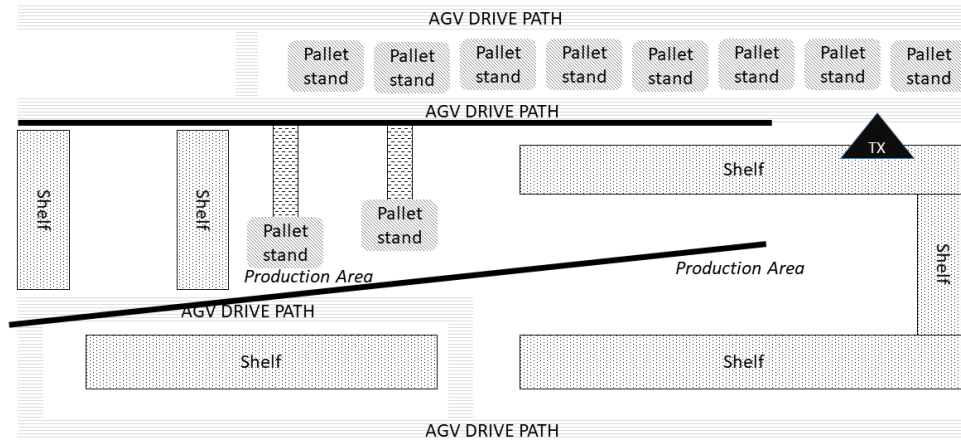 AGV DRIVE PATH
Pallet
stand
Pallet
stand
Pallet
stand
Pallet
stand
Pallet
stand
Pallet
stand
Pallet
stand
Pallet
stand
AGV DRIVE PATH
TX
Shelf
Shelf
Shelf
Pallet
stand
Pallet
stand
Production Area
Production Area
Shelf
AGV DRIVE PATH
Shelf
Shelf
AGV DRIVE PATH